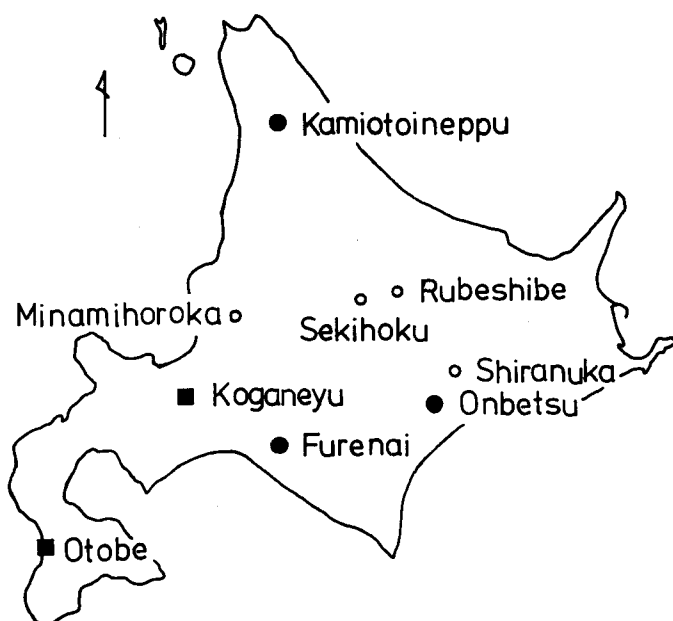 Kamiotoineppu
Rubeshibe
Minamihoroka
Sekihoku
Shiranuka
Koganeyu
Onbetsu
Furenai
Otobe